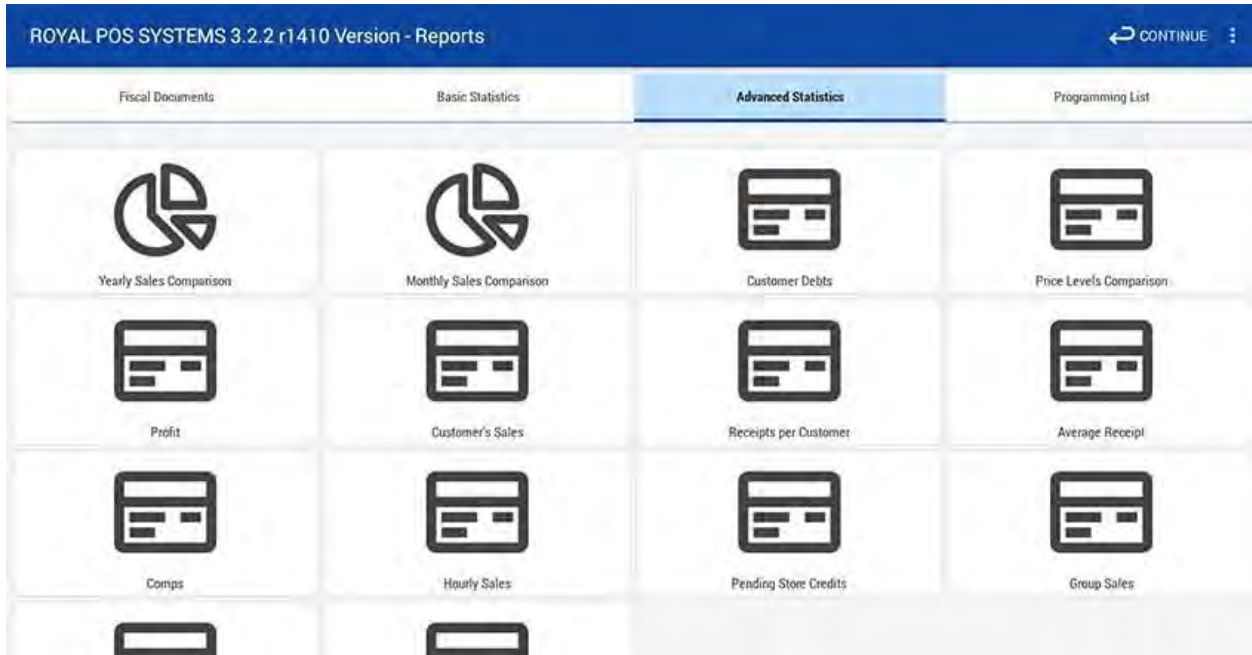 ROYAL POS SYSTEMS 3.2.2 r1410 Version - Reports
CONTINUE
Fiscal Documents
Basic Statistics
Advanced Statistics
Programming List
Yearly Sales Comparison
Monthly Sales Comparison
Customer Debts
Price Levels Comparison
Profit
Customer's Sales
Receipts per Customer
Average Receipt
Comps
Hourly Sales
Pending Store Credits
Group Sales